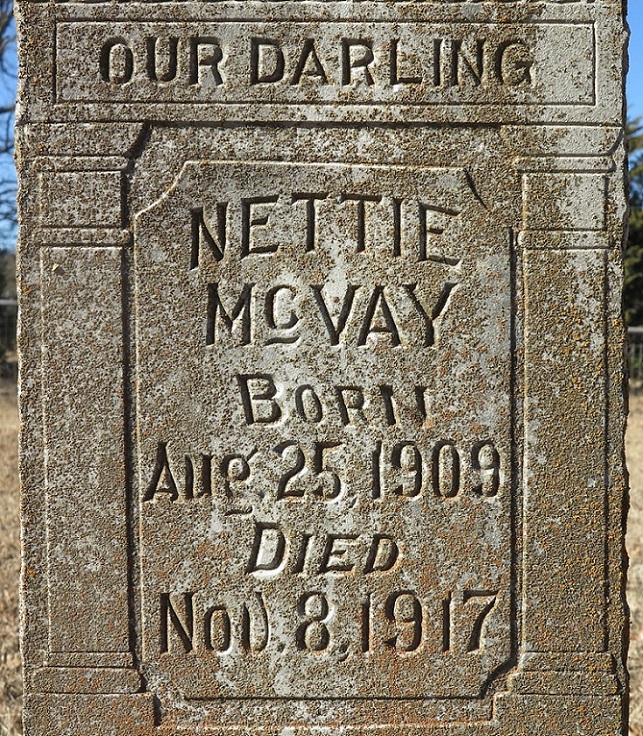 OUR DARLING
NETTIE
McVAY
BORN
AUG. 25, 1909
DIED
NOV. 8, 1917